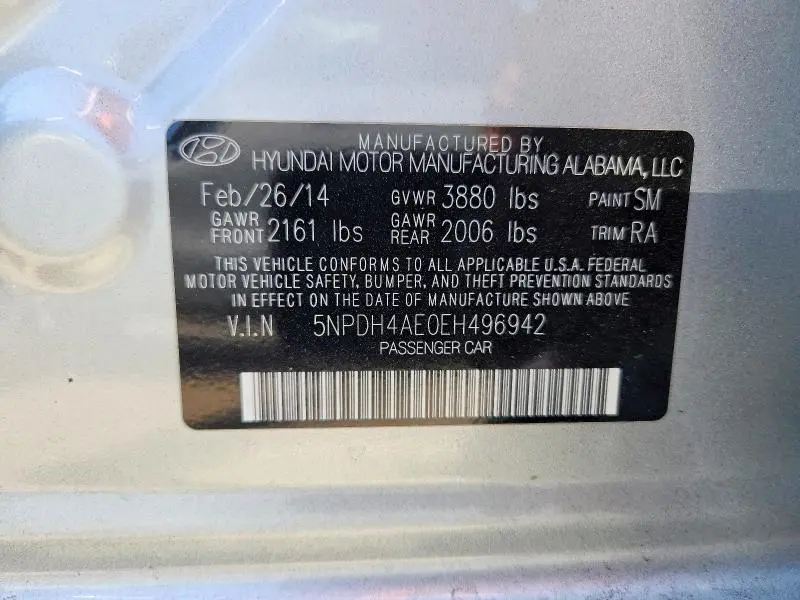 MANUFACTURED BY
HYUNDAI MOTOR MANUFACTURING ALABAMA, LLC
Feb/26/14 GVWR 3880 lbs PAINT SM
GAWR FRONT 2161 lbs GAWR REAR 2006 lbs TRIM RA
THIS VEHICLE CONFORMS TO ALL APPLICABLE U.S.A. FEDERAL
MOTOR VEHICLE SAFETY, BUMPER, AND THEFT PREVENTION STANDARDS
IN EFFECT ON THE DATE OF MANUFACTURE SHOWN ABOVE
V.I.N 5NPDH4AE0EH496942
PASSENGER CAR